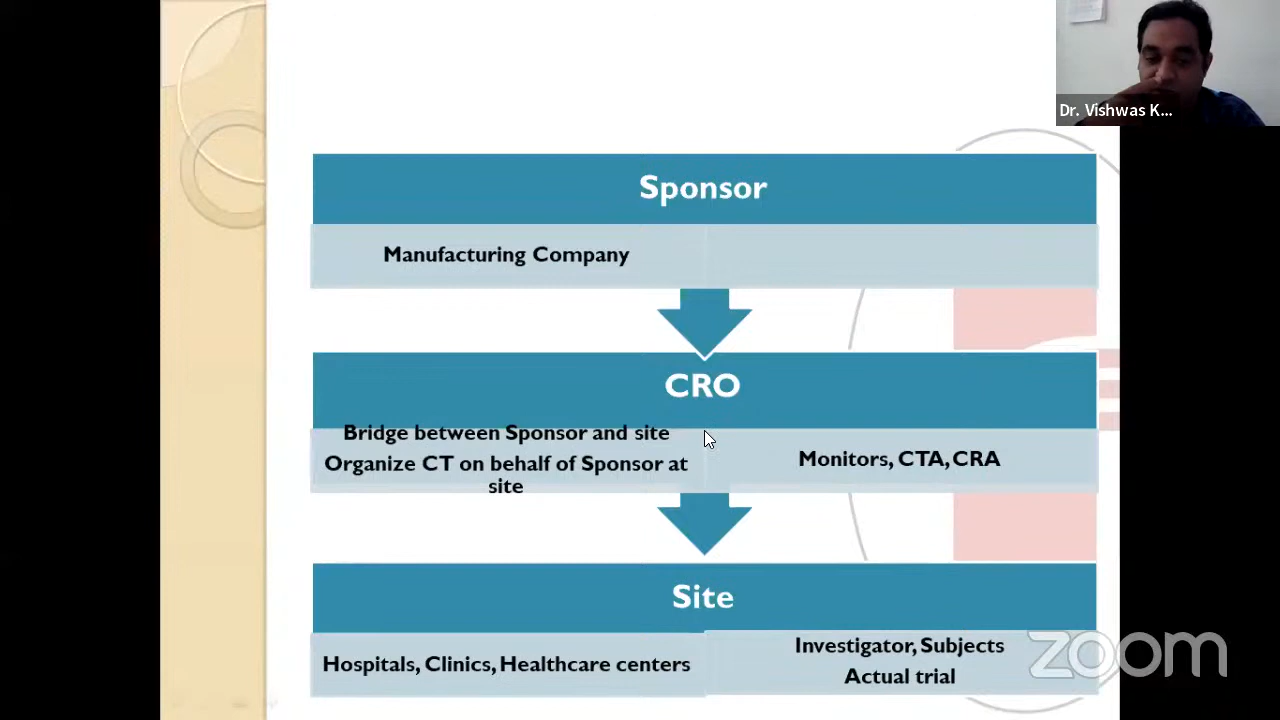 Dr. Vishwas K...
Sponsor
Manufacturing Company
CRO
Bridge between Sponsor and site
Organize CT on behalf of Sponsor at
site
Monitors, CTA, CRA
Site
Hospitals, Clinics, Healthcare centers
Investigator, Subjects
Actual trial
zoom